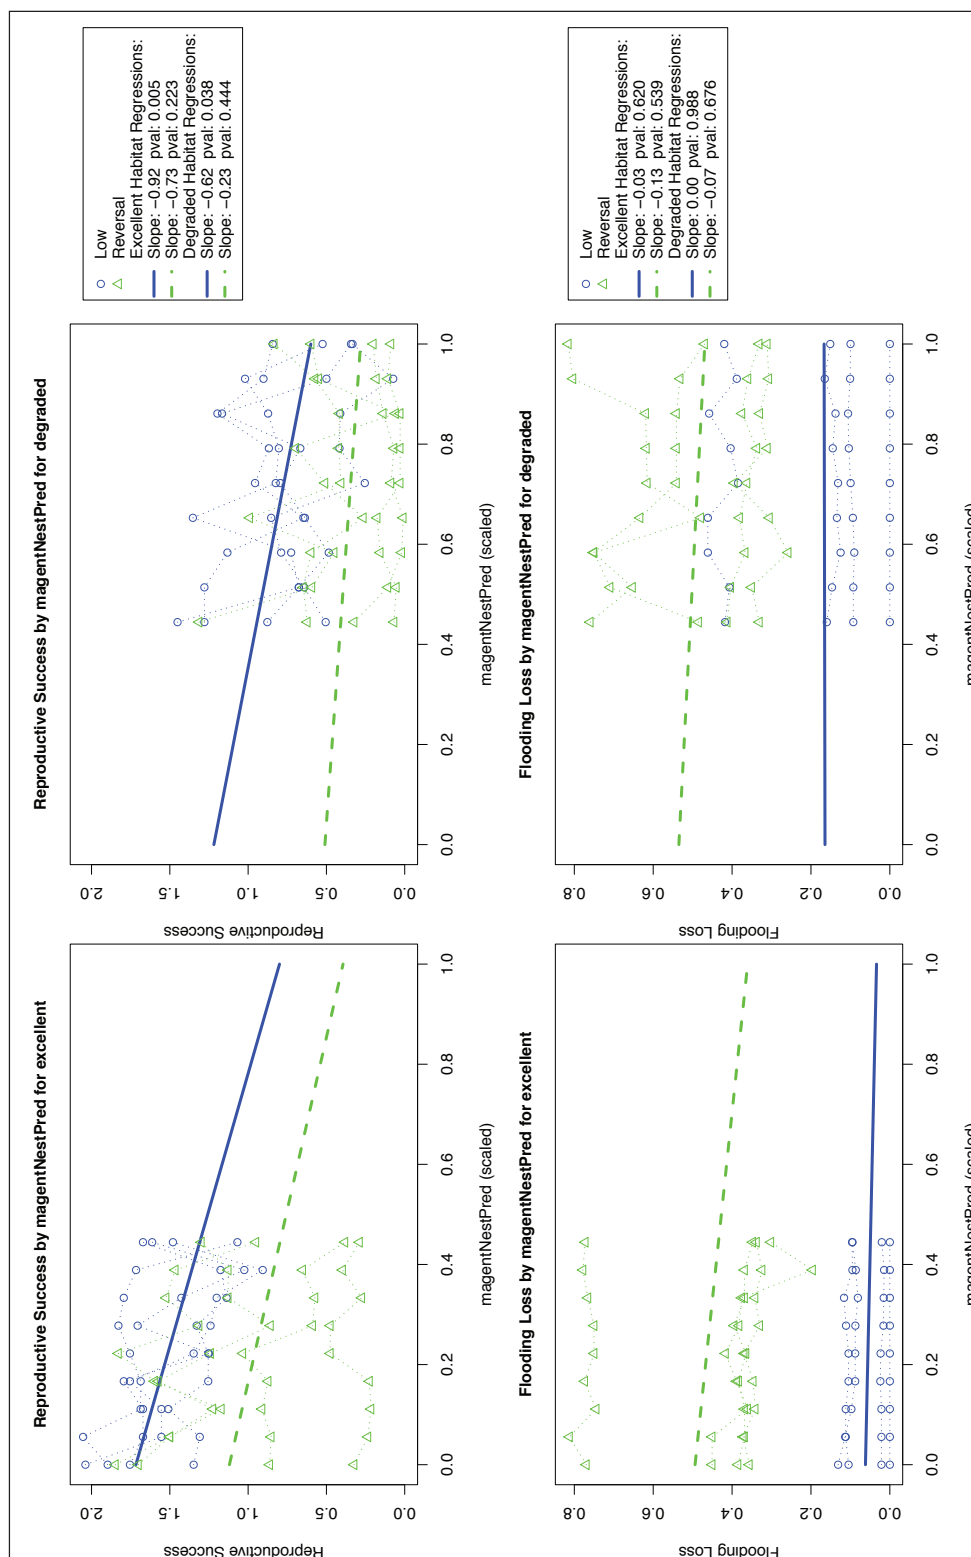 Reproductive Success by magentNestPred for excellent
Reproductive Success
2.0
1.5
1.0
0.5
0.0
0.0 0.2 0.4 0.6 0.8 1.0
magentNestPred (scaled)
Reproductive Success by magentNestPred for degraded
Reproductive Success
2.0
1.5
1.0
0.5
0.0
0.0 0.2 0.4 0.6 0.8 1.0
magentNestPred (scaled)
Low
Reversal
Excellent Habitat Regressions:
Slope: −0.92 pval: 0.005
Slope: −0.73 pval: 0.223
Degraded Habitat Regressions:
Slope: −0.62 pval: 0.038
Slope: −0.23 pval: 0.444
Flooding Loss by magentNestPred for excellent
Flooding Loss
0.8
0.6
0.4
0.2
0.0
0.0 0.2 0.4 0.6 0.8 1.0
magentNestPred (scaled)
Flooding Loss by magentNestPred for degraded
Flooding Loss
0.8
0.6
0.4
0.2
0.0
0.0 0.2 0.4 0.6 0.8 1.0
magentNestPred (scaled)
Low
Reversal
Excellent Habitat Regressions:
Slope: −0.03 pval: 0.620
Slope: −0.13 pval: 0.539
Degraded Habitat Regressions:
Slope: 0.00 pval: 0.988
Slope: −0.07 pval: 0.676